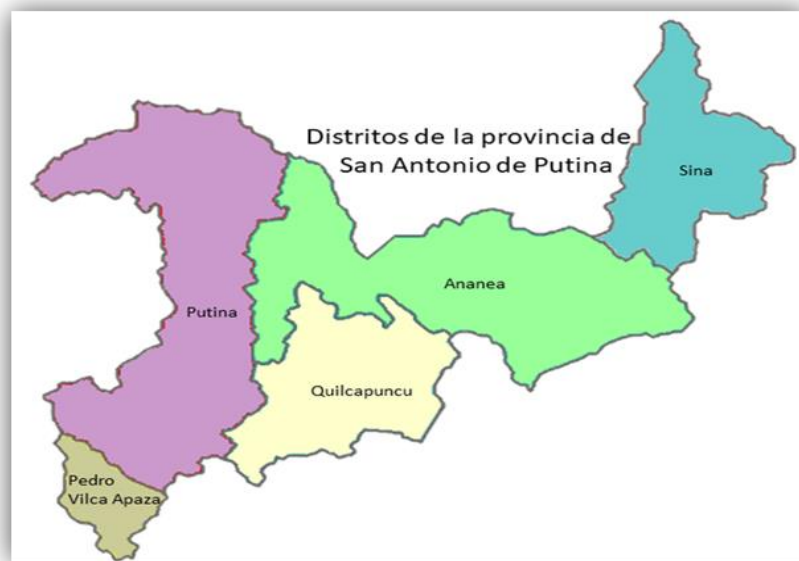 Distritos de la provincia de
San Antonio de Putina
Sina
Ananea
Putina
Quilcapuncu
Pedro
Vilca Apaza